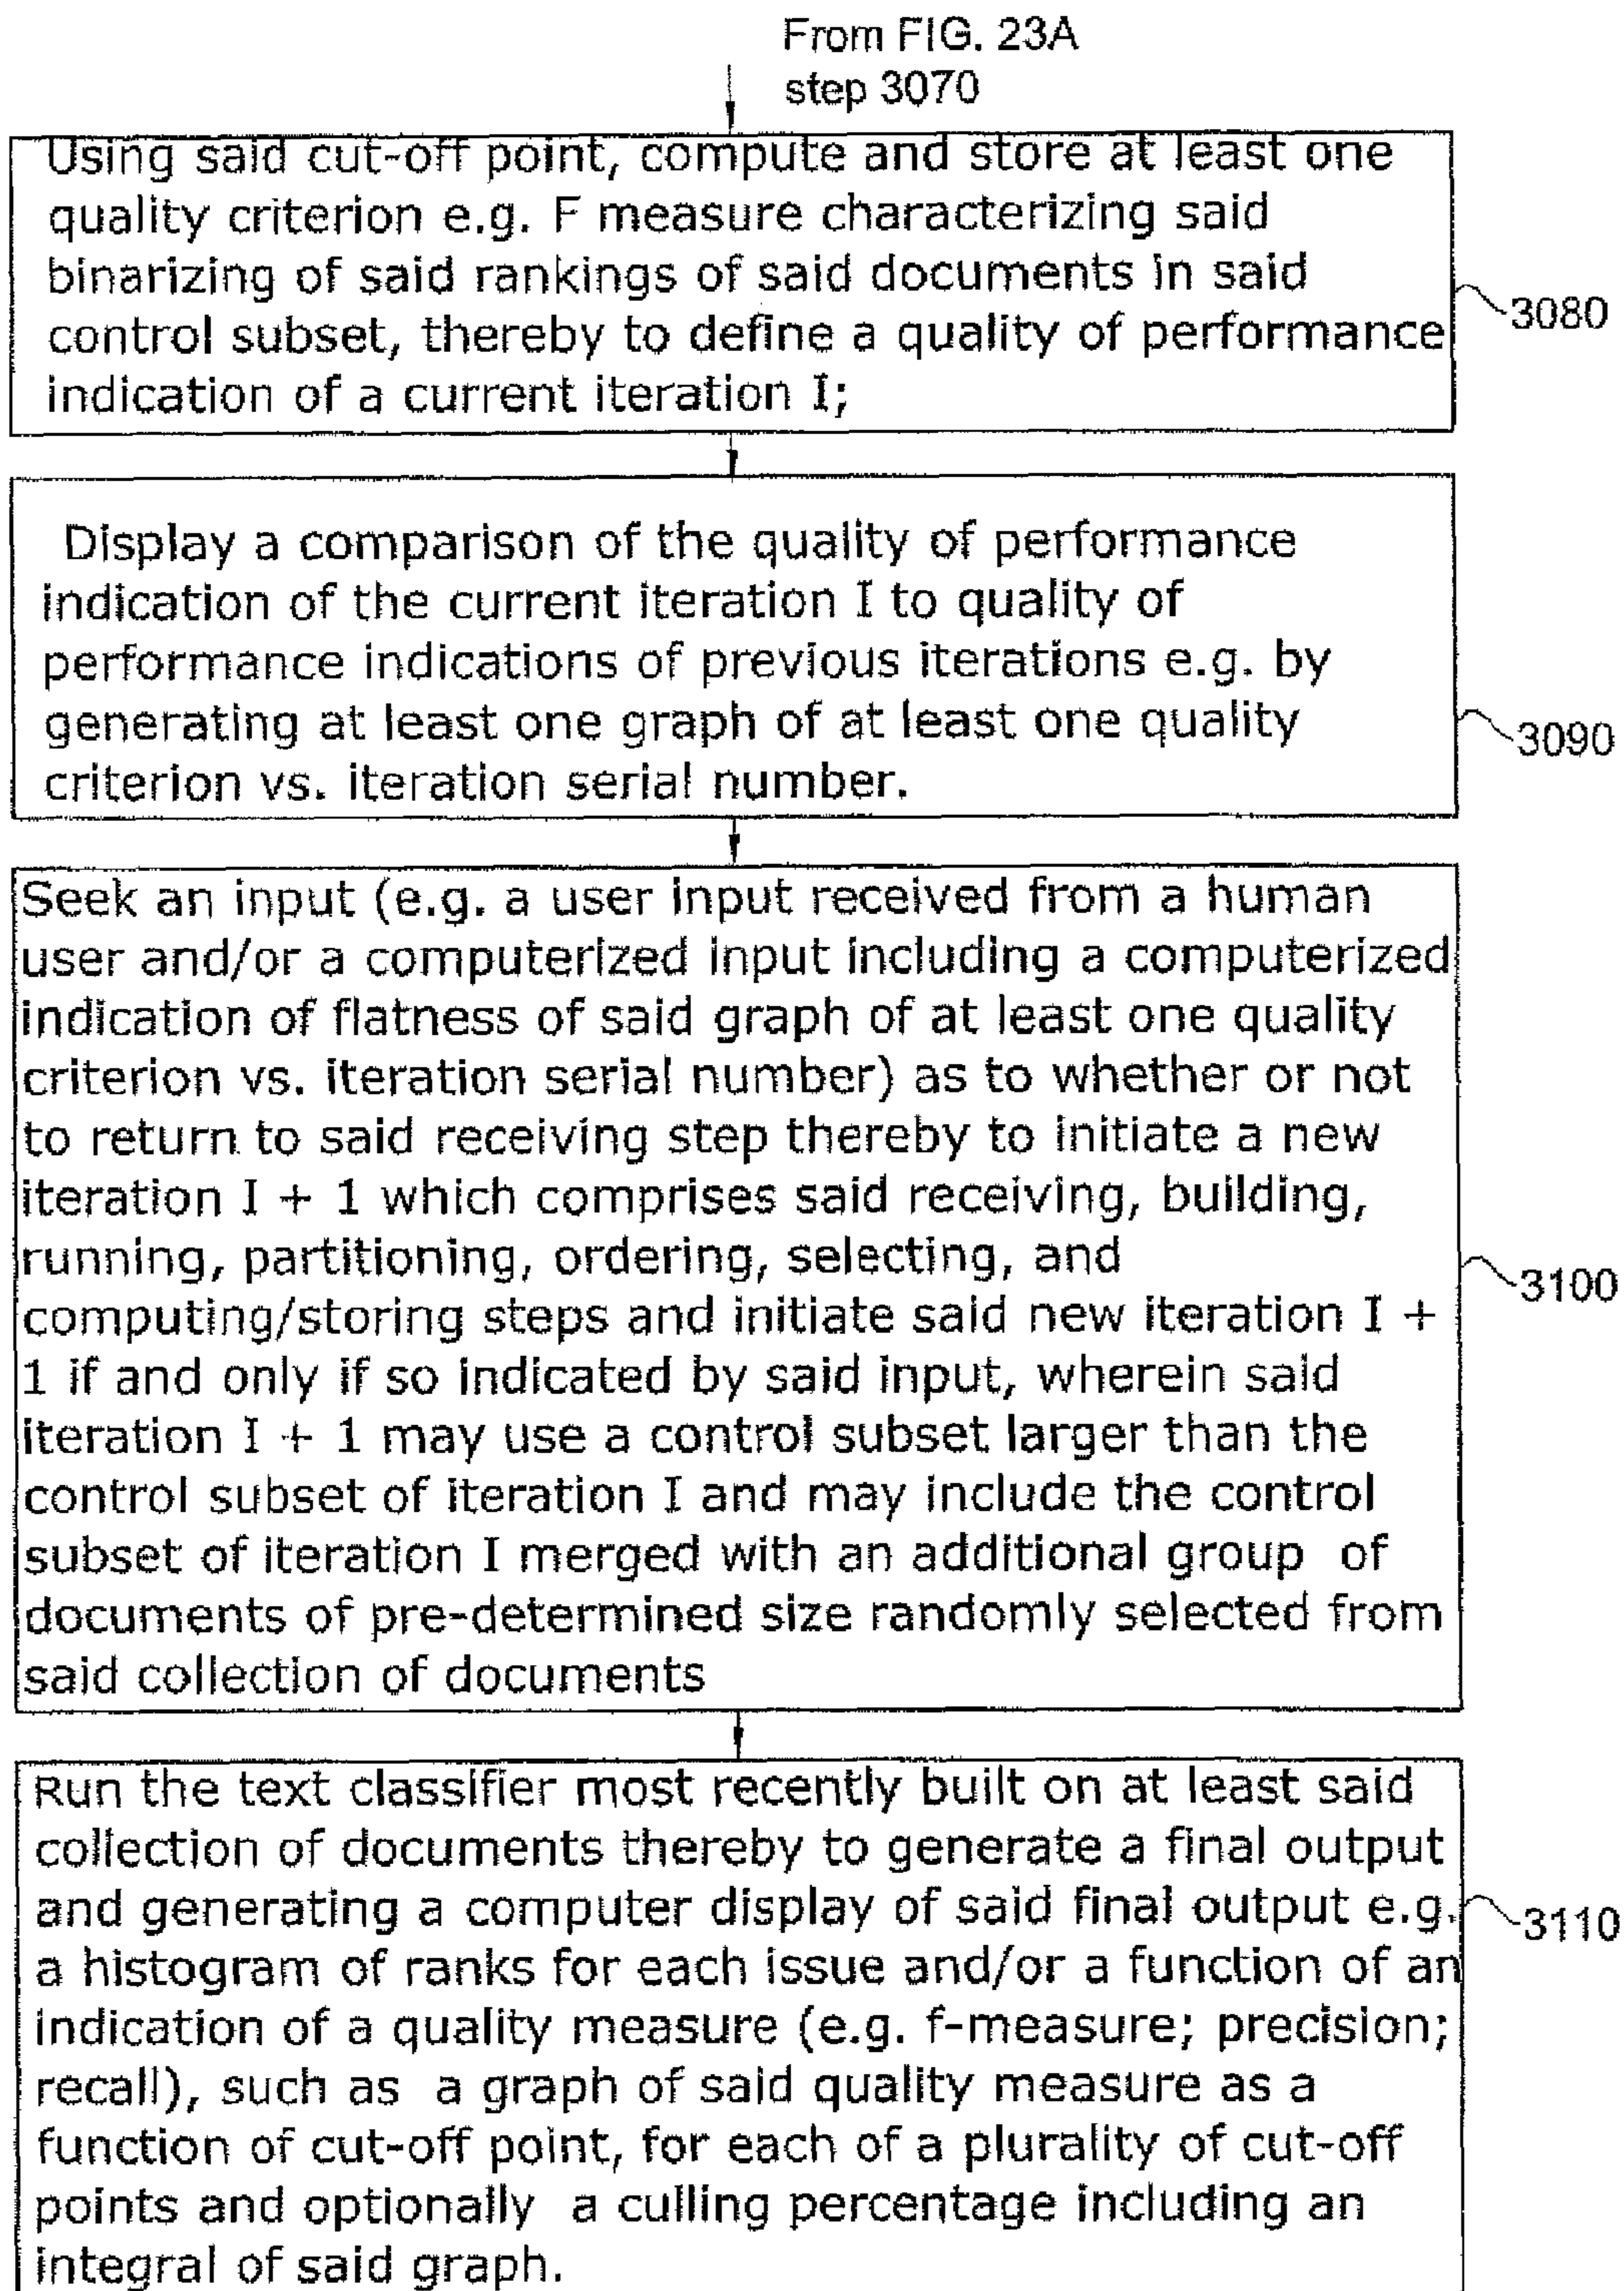 From FIG. 23A
step 3070
Using said cut-off point, compute and store at least one
quality criterion e.g. F measure characterizing said
binarizing of said rankings of said documents in said
control subset, thereby to define a quality of performance
indication of a current iteration I;
3080
Display a comparison of the quality of performance
indication of the current iteration I to quality of
performance indications of previous iterations e.g. by
generating at least one graph of at least one quality
criterion vs. iteration serial number.
3090
Seek an input (e.g. a user input received from a human
user and/or a computerized input including a computerized
indication of flatness of said graph of at least one quality
criterion vs. iteration serial number) as to whether or not
to return to said receiving step thereby to initiate a new
iteration I + 1 which comprises said receiving, building,
running, partitioning, ordering, selecting, and
computing/storing steps and initiate said new iteration I +
1 if and only if so indicated by said input, wherein said
iteration I + 1 may use a control subset larger than the
control subset of iteration I and may include the control
subset of iteration I merged with an additional group of
documents of pre-determined size randomly selected from
said collection of documents
3100
Run the text classifier most recently built on at least said
collection of documents thereby to generate a final output
and generating a computer display of said final output e.g.
a histogram of ranks for each issue and/or a function of an
indication of a quality measure (e.g. f-measure; precision;
recall), such as a graph of said quality measure as a
function of cut-off point, for each of a plurality of cut-off
points and optionally a culling percentage including an
integral of said graph.
3110